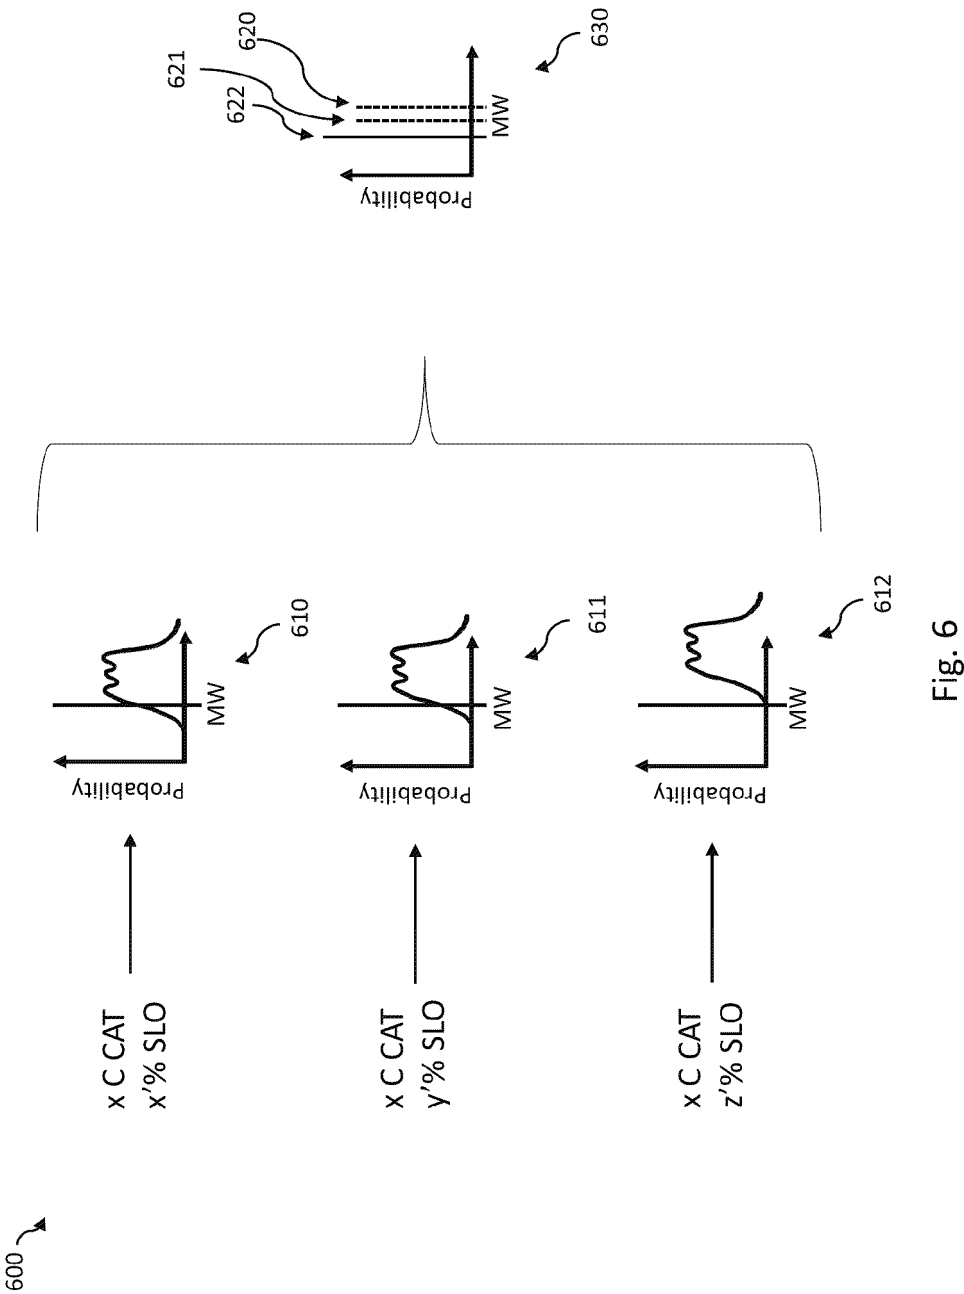 600
x C CAT
x'% SLO
Probability
MW
610
x C CAT
y'% SLO
Probability
MW
611
x C CAT
z'% SLO
Probability
MW
612
622
621
620
Probability
MW
630
Fig. 6